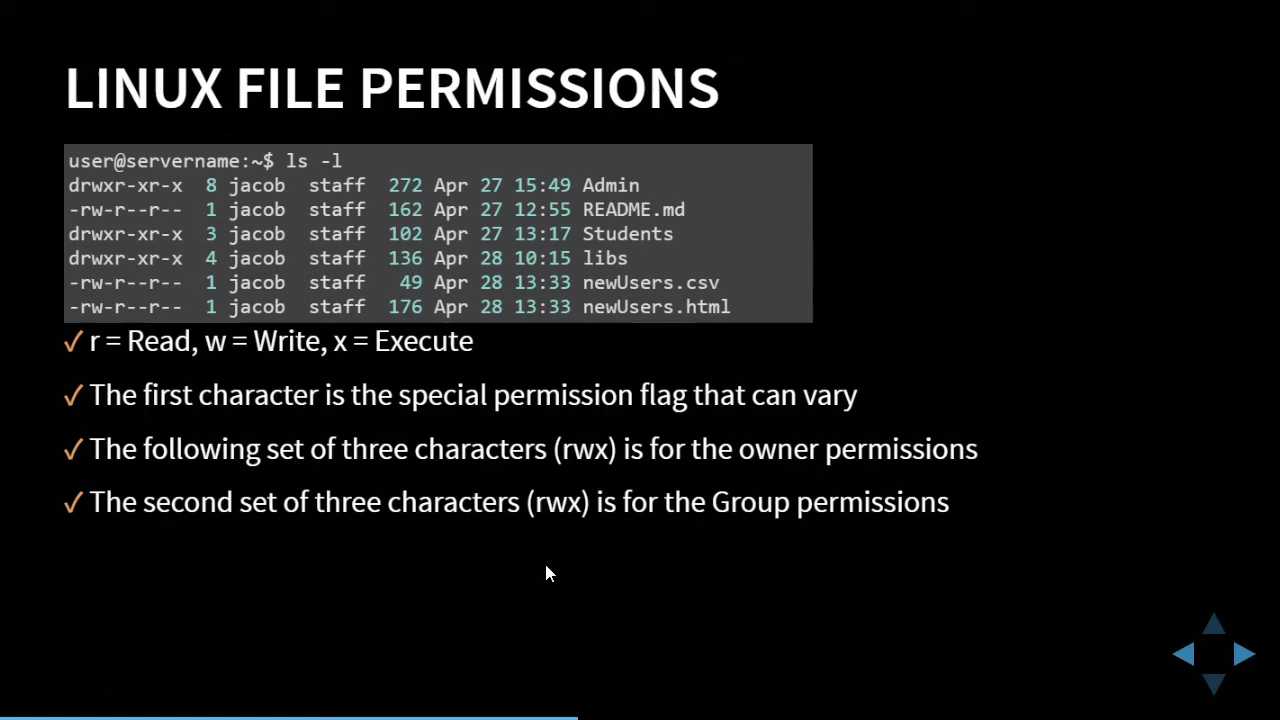 LINUX FILE PERMISSIONS
user@servername:~$ ls -l
drwxr-xr-x  8 jacob  staff  272 Apr 27 15:49 Admin
-rw-r--r--  1 jacob  staff  162 Apr 27 12:55 README.md
drwxr-xr-x  3 jacob  staff  102 Apr 27 13:17 Students
drwxr-xr-x  4 jacob  staff  136 Apr 28 10:15 libs
-rw-r--r--  1 jacob  staff   49 Apr 28 13:33 newUsers.csv
-rw-r--r--  1 jacob  staff  176 Apr 28 13:33 newUsers.html
✓ r = Read, w = Write, x = Execute
✓ The first character is the special permission flag that can vary
✓ The following set of three characters (rwx) is for the owner permissions
✓ The second set of three characters (rwx) is for the Group permissions